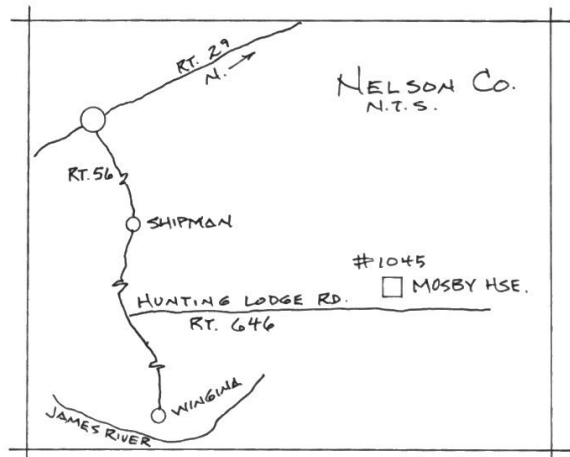 RT. 29
N.
NELSON CO.
N.T.S.
RT. 56
SHIPMAN
#1045
MOSBY HSE.
HUNTING LODGE RD.
RT. 646
WINGINA
JAMES RIVER